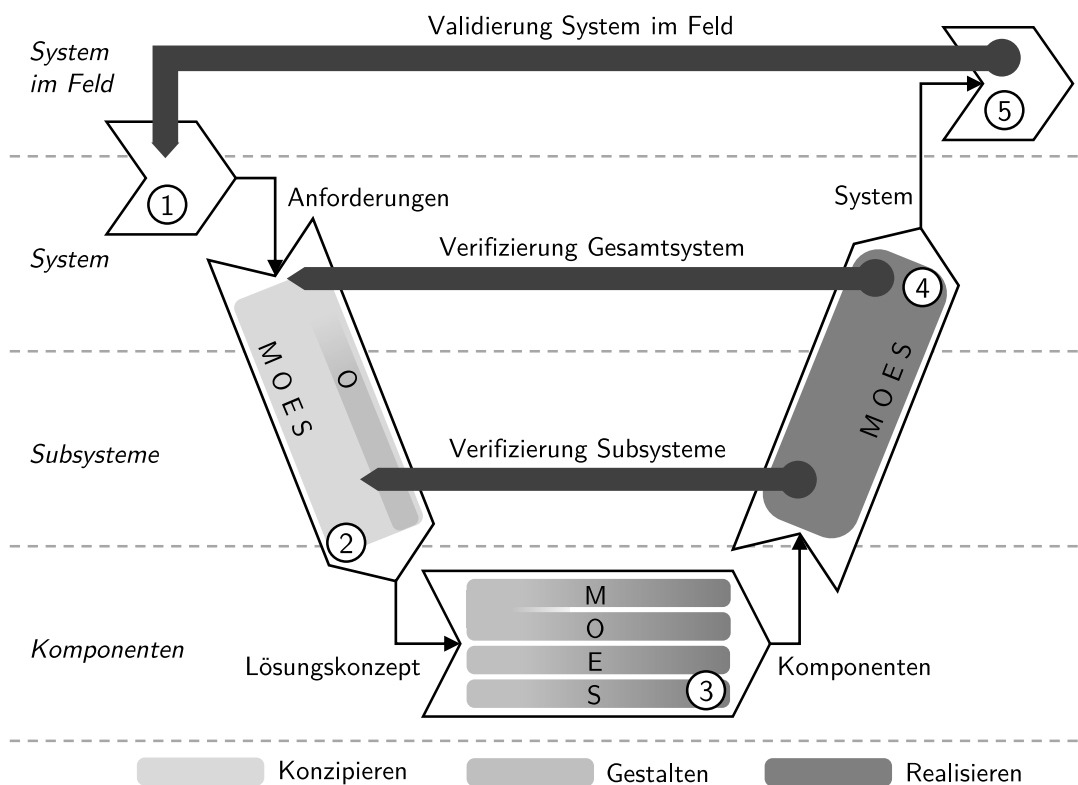 Validierung System im Feld
System
im Feld
5
1
Anforderungen
System
System
Verifizierung Gesamtsystem
4
M O E S
O
M O E S
Subsysteme
Verifizierung Subsysteme
2
M
O
E
S
3
Komponenten
Lösungskonzept
Komponenten
Konzipieren
Gestalten
Realisieren